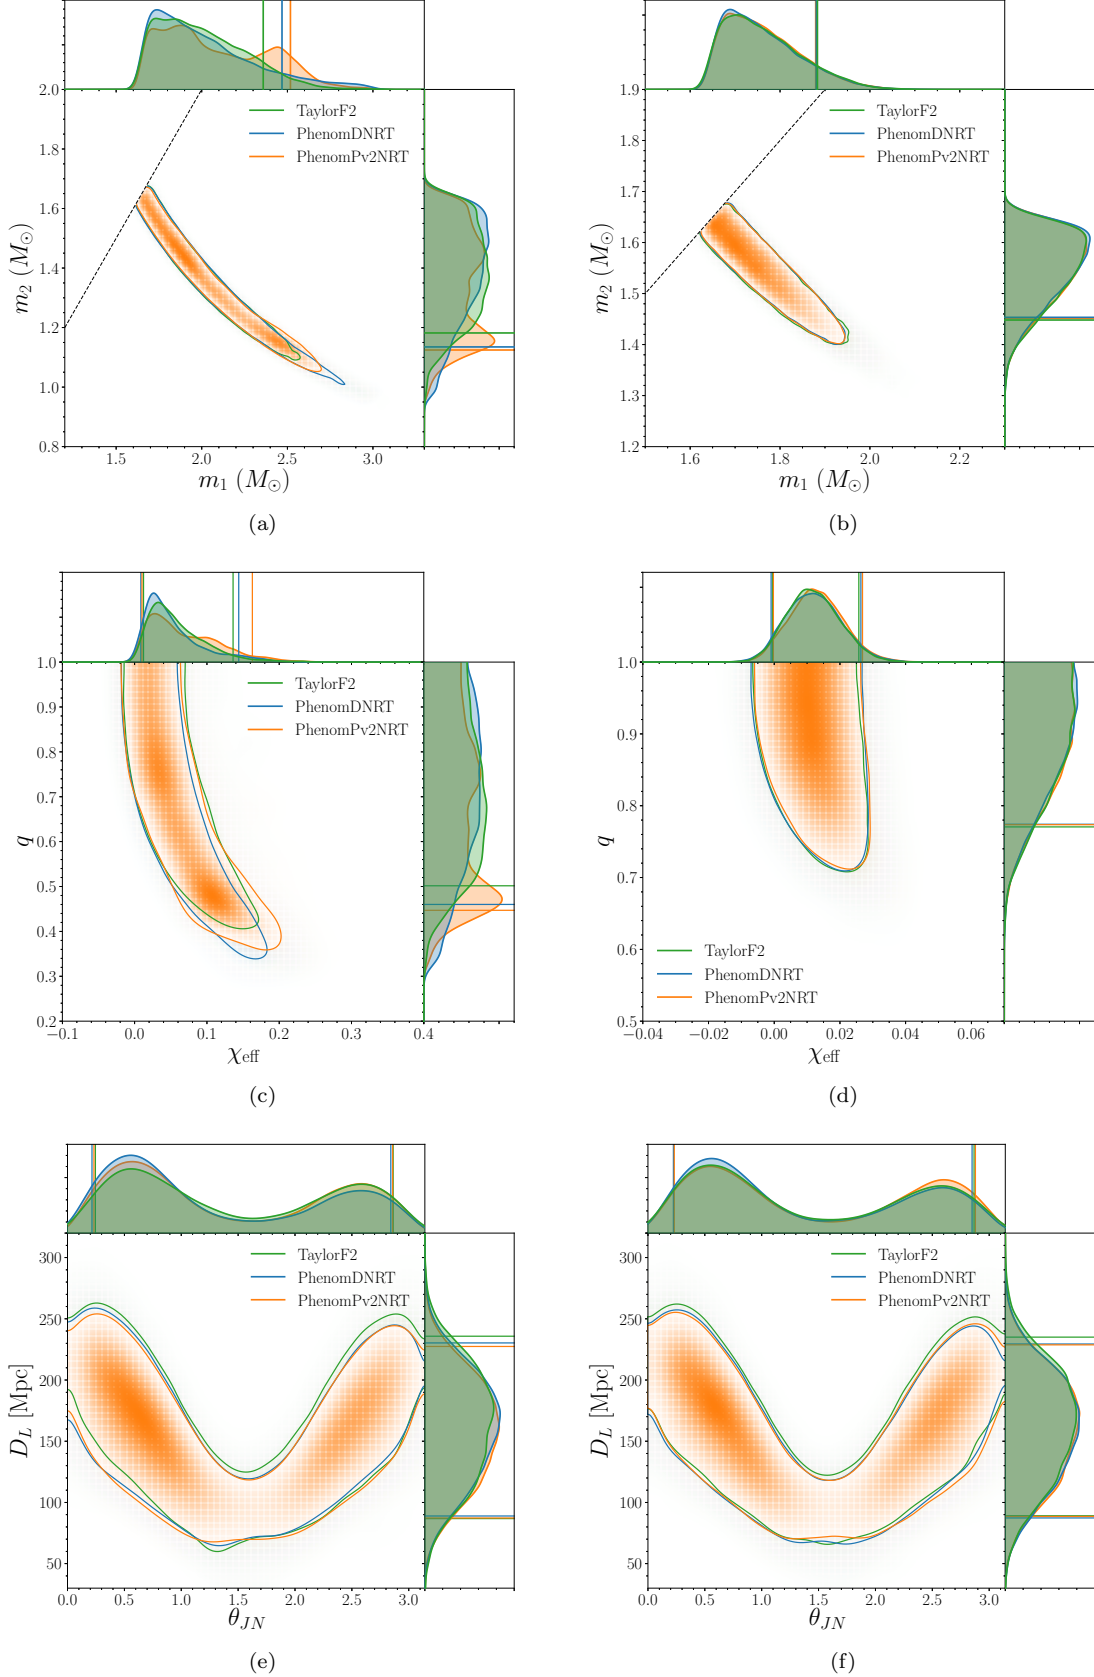 TaylorF2
PhenomDNRT
PhenomPv2NRT
2.0
1.8
1.6
1.4
1.2
1.0
0.8
m₂ (M⊙)
1.5
2.0
2.5
3.0
m₁ (M⊙)
(a)
TaylorF2
PhenomDNRT
PhenomPv2NRT
1.9
1.8
1.7
1.6
1.5
1.4
1.3
1.2
m₂ (M⊙)
1.6
1.8
2.0
2.2
m₁ (M⊙)
(b)
TaylorF2
PhenomDNRT
PhenomPv2NRT
1.0
0.9
0.8
0.7
0.6
0.5
0.4
0.3
0.2
q
−0.1
0.0
0.1
0.2
0.3
0.4
χeff
(c)
1.0
0.9
0.8
0.7
0.6
0.5
q
TaylorF2
PhenomDNRT
PhenomPv2NRT
−0.04
−0.02
0.00
0.02
0.04
0.06
χeff
(d)
TaylorF2
PhenomDNRT
PhenomPv2NRT
300
250
200
150
100
50
D_L [Mpc]
0.0
0.5
1.0
1.5
2.0
2.5
3.0
θ_JN
(e)
TaylorF2
PhenomDNRT
PhenomPv2NRT
300
250
200
150
100
50
D_L [Mpc]
0.0
0.5
1.0
1.5
2.0
2.5
3.0
θ_JN
(f)